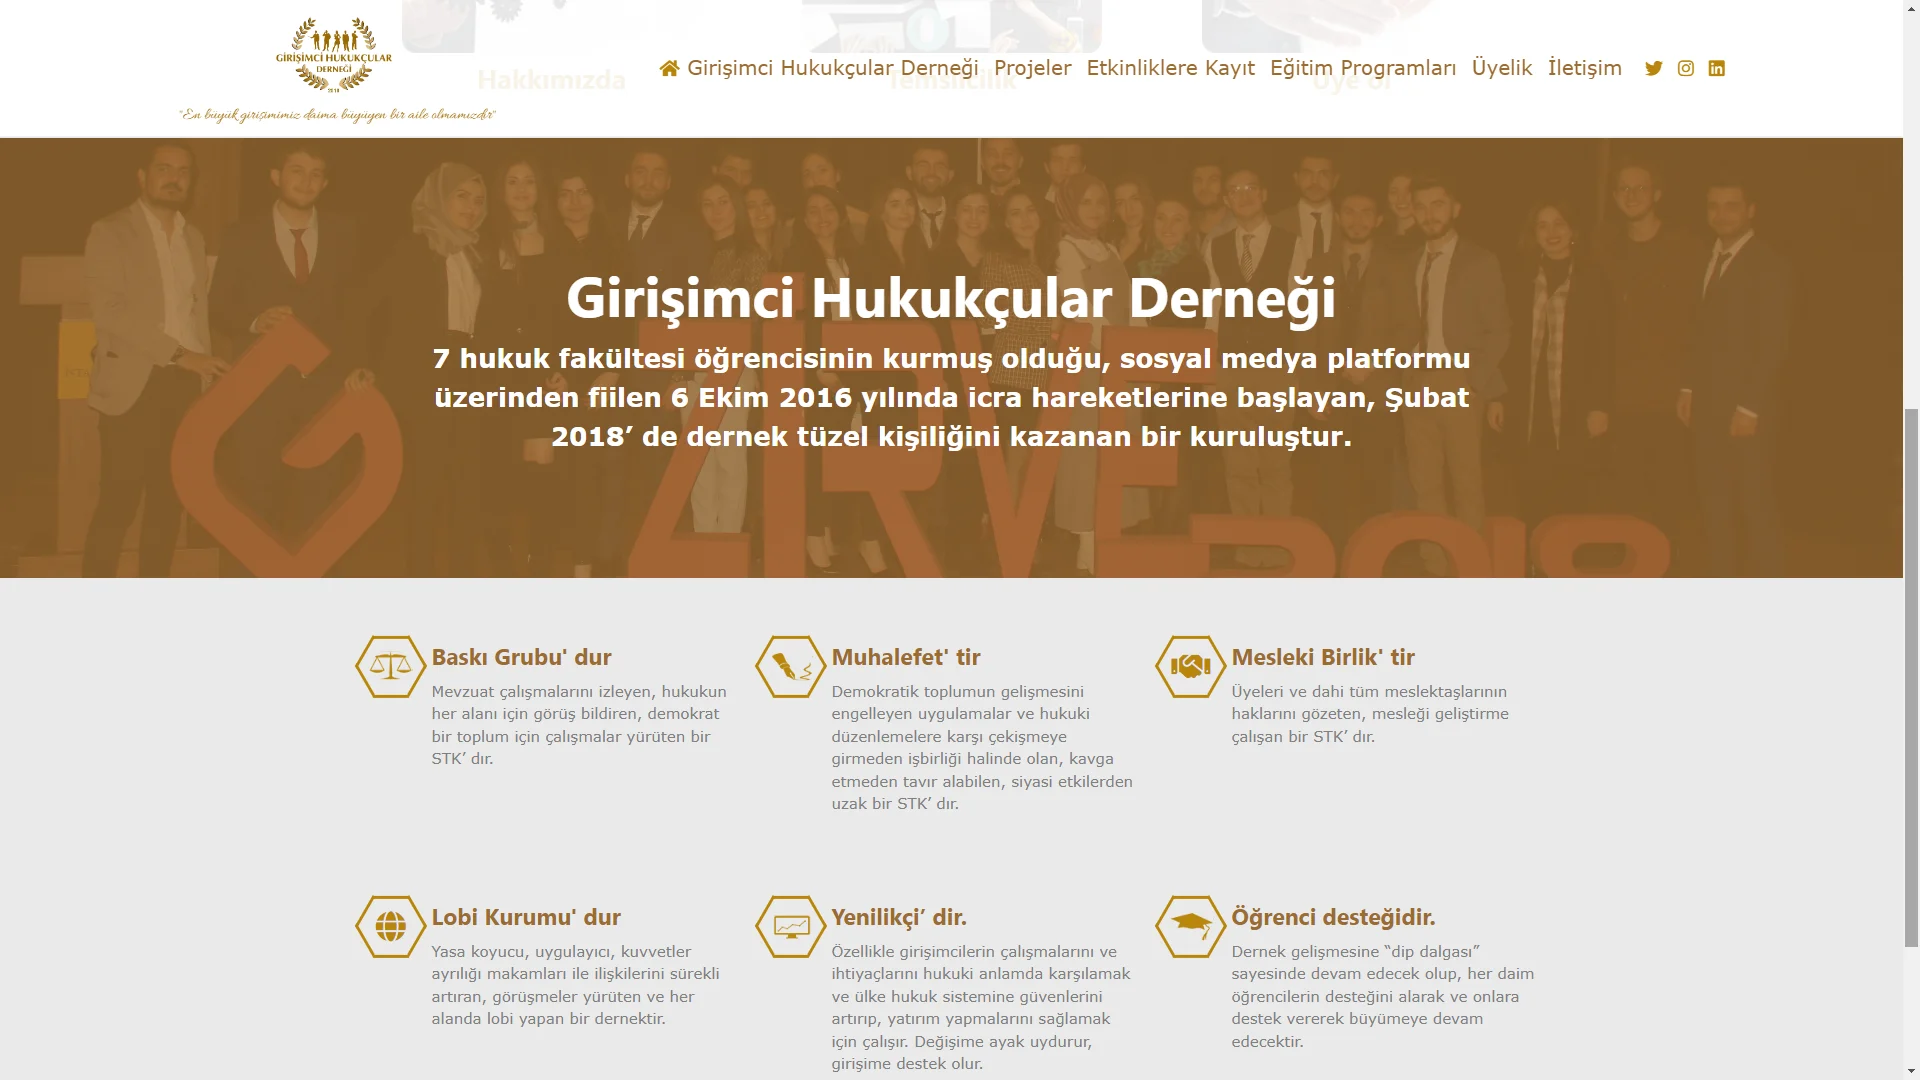 GİRİŞİMCİ HUKUKÇULAR
DERNEĞİ
2018
"En büyük girişimimiz daima büyüyen bir aile olmamızdır"
Hakkımızda
Temsilcilik
Üye ol
Girişimci Hukukçular Derneği Projeler Etkinliklere Kayıt Eğitim Programları Üyelik İletişim
Girişimci Hukukçular Derneği
7 hukuk fakültesi öğrencisinin kurmuş olduğu, sosyal medya platformu
üzerinden fiilen 6 Ekim 2016 yılında icra hareketlerine başlayan, Şubat
2018’ de dernek tüzel kişiliğini kazanan bir kuruluştur.
ZİRVE 2018
Baskı Grubu' dur
Mevzuat çalışmalarını izleyen, hukukun
her alanı için görüş bildiren, demokrat
bir toplum için çalışmalar yürüten bir
STK’ dır.
Muhalefet' tir
Demokratik toplumun gelişmesini
engelleyen uygulamalar ve hukuki
düzenlemelere karşı çekişmeye
girmeden işbirliği halinde olan, kavga
etmeden tavır alabilen, siyasi etkilerden
uzak bir STK’ dır.
Mesleki Birlik' tir
Üyeleri ve dahi tüm meslektaşlarının
haklarını gözeten, mesleği geliştirme
çalışan bir STK’ dır.
Lobi Kurumu' dur
Yasa koyucu, uygulayıcı, kuvvetler
ayrılığı makamları ile ilişkilerini sürekli
artıran, görüşmeler yürüten ve her
alanda lobi yapan bir dernektir.
Yenilikçi’ dir.
Özellikle girişimcilerin çalışmalarını ve
ihtiyaçlarını hukuki anlamda karşılamak
ve ülke hukuk sistemine güvenlerini
artırıp, yatırım yapmalarını sağlamak
için çalışır. Değişime ayak uydurur,
girişime destek olur.
Öğrenci desteğidir.
Dernek gelişmesine “dip dalgası”
sayesinde devam edecek olup, her daim
öğrencilerin desteğini alarak ve onlara
destek vererek büyümeye devam
edecektir.